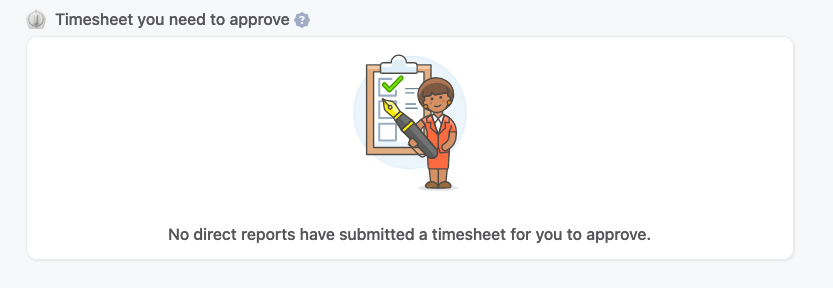 Timesheet you need to approve ?
No direct reports have submitted a timesheet for you to approve.